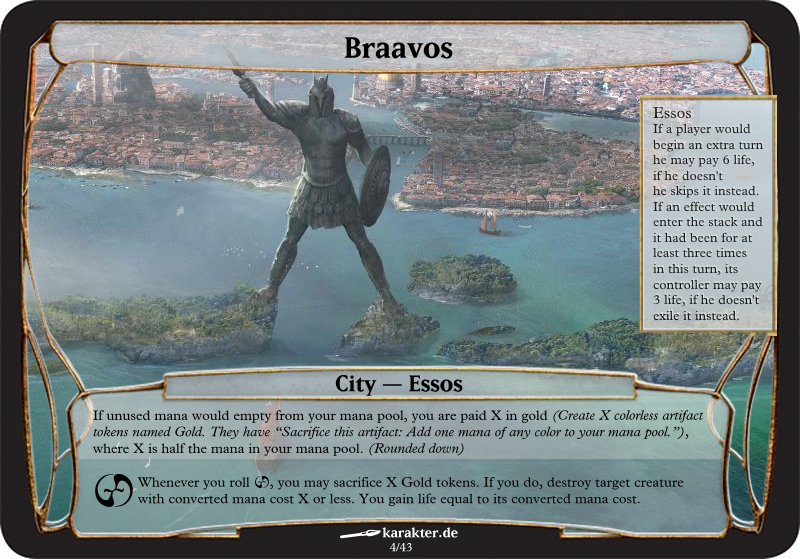 Braavos
Essos
If a player would
begin an extra turn
he may pay 6 life,
if he doesn't
he skips it instead.
If an effect would
enter the stack and
it had been for at
least three times
in this turn, its
controller may pay
3 life, if he doesn't
exile it instead.
City — Essos
If unused mana would empty from your mana pool, you are paid X in gold (Create X colorless artifact
tokens named Gold. They have “Sacrifice this artifact: Add one mana of any color to your mana pool.”),
where X is half the mana in your mana pool. (Rounded down)
Whenever you roll , you may sacrifice X Gold tokens. If you do, destroy target creature
with converted mana cost X or less. You gain life equal to its converted mana cost.
karakter.de
4/43